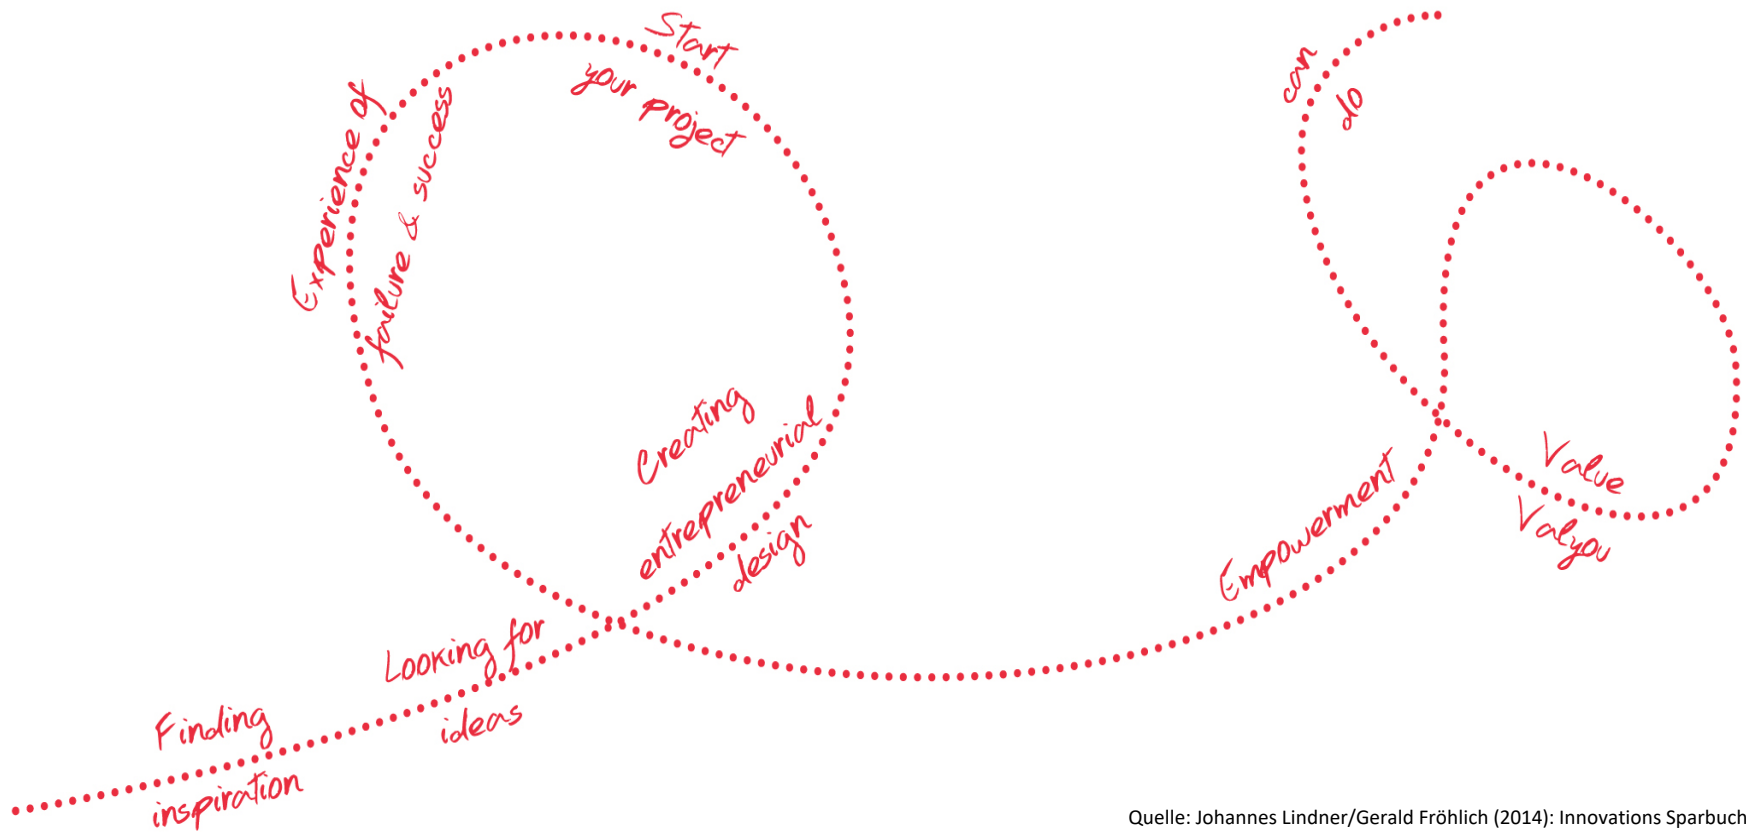 Finding
inspiration
Looking for
ideas
Creating
entrepreneurial
design
Start
your project
Experience of
failure & success
Empowerment
Value
Valyou
can
do
Quelle: Johannes Lindner/Gerald Fröhlich (2014): Innovations Sparbuch